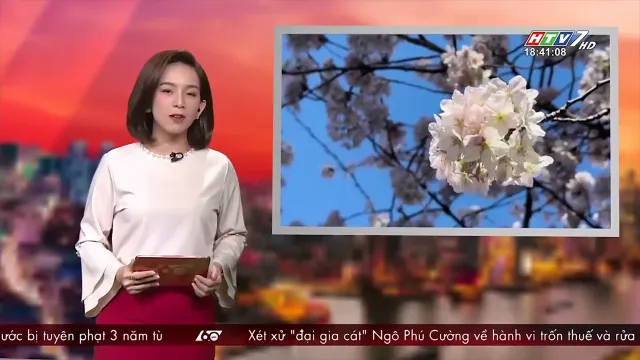 HTV7 HD
18:41:08
ước bị tuyên phạt 3 năm tù
Xét xử "đại gia cát" Ngô Phú Cường về hành vi trốn thuế và rửa